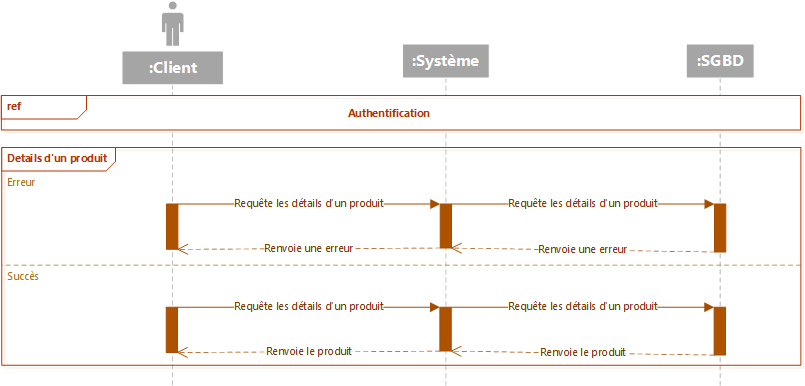 :Client
:Système
:SGBD
ref
Authentification
Details d'un produit
Erreur
Requête les détails d'un produit
Requête les détails d'un produit
Renvoie une erreur
Renvoie une erreur
Succès
Requête les détails d'un produit
Requête les détails d'un produit
Renvoie le produit
Renvoie le produit